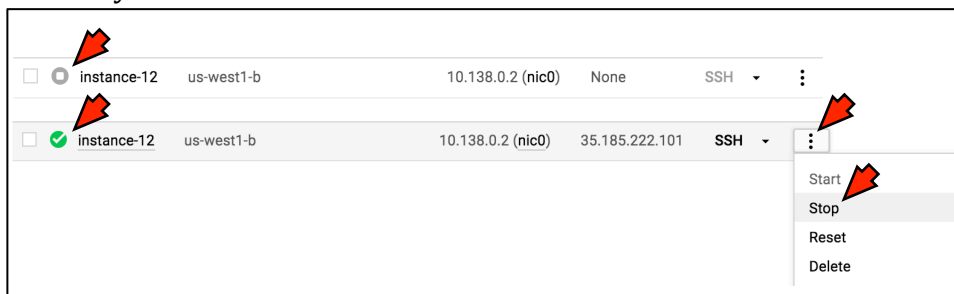 instance-12 us-west1-b 10.138.0.2 (nic0) None SSH
instance-12 us-west1-b 10.138.0.2 (nic0) 35.185.222.101 SSH
Start
Stop
Reset
Delete